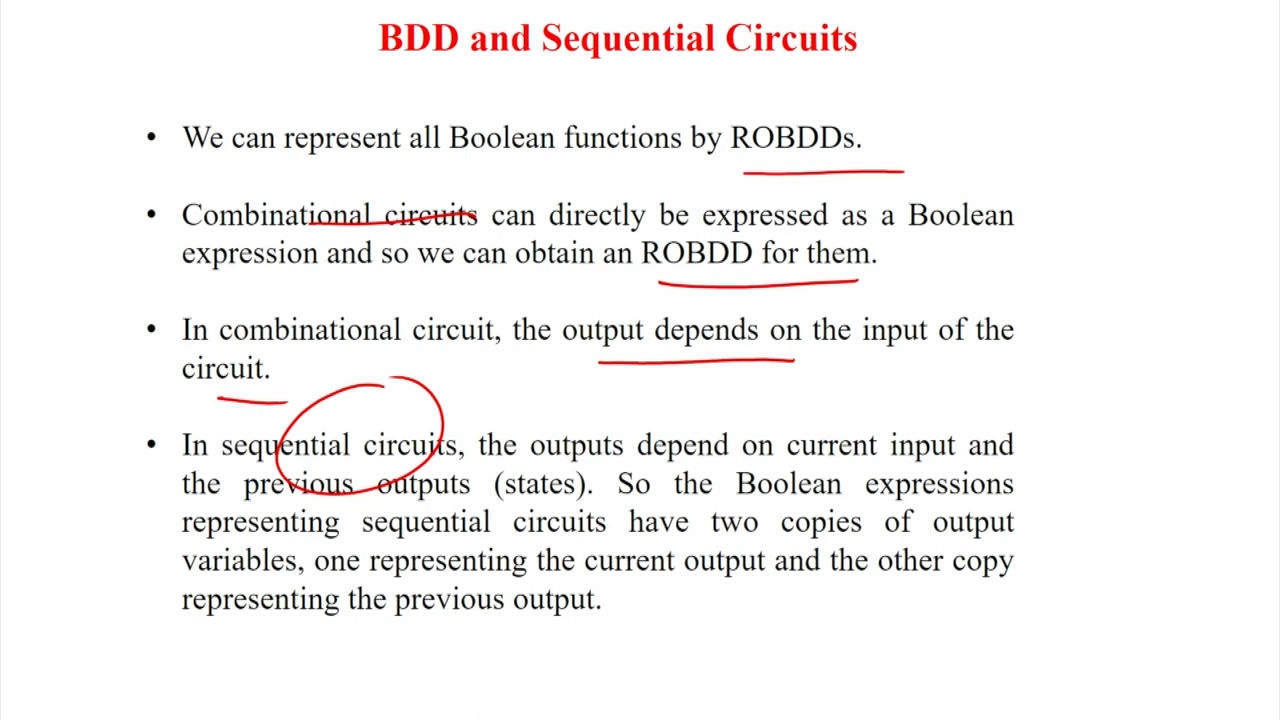 BDD and Sequential Circuits
• We can represent all Boolean functions by ROBDDs.
• Combinational circuits can directly be expressed as a Boolean
expression and so we can obtain an ROBDD for them.
• In combinational circuit, the output depends on the input of the
circuit.
• In sequential circuits, the outputs depend on current input and
the previous outputs (states). So the Boolean expressions
representing sequential circuits have two copies of output
variables, one representing the current output and the other copy
representing the previous output.